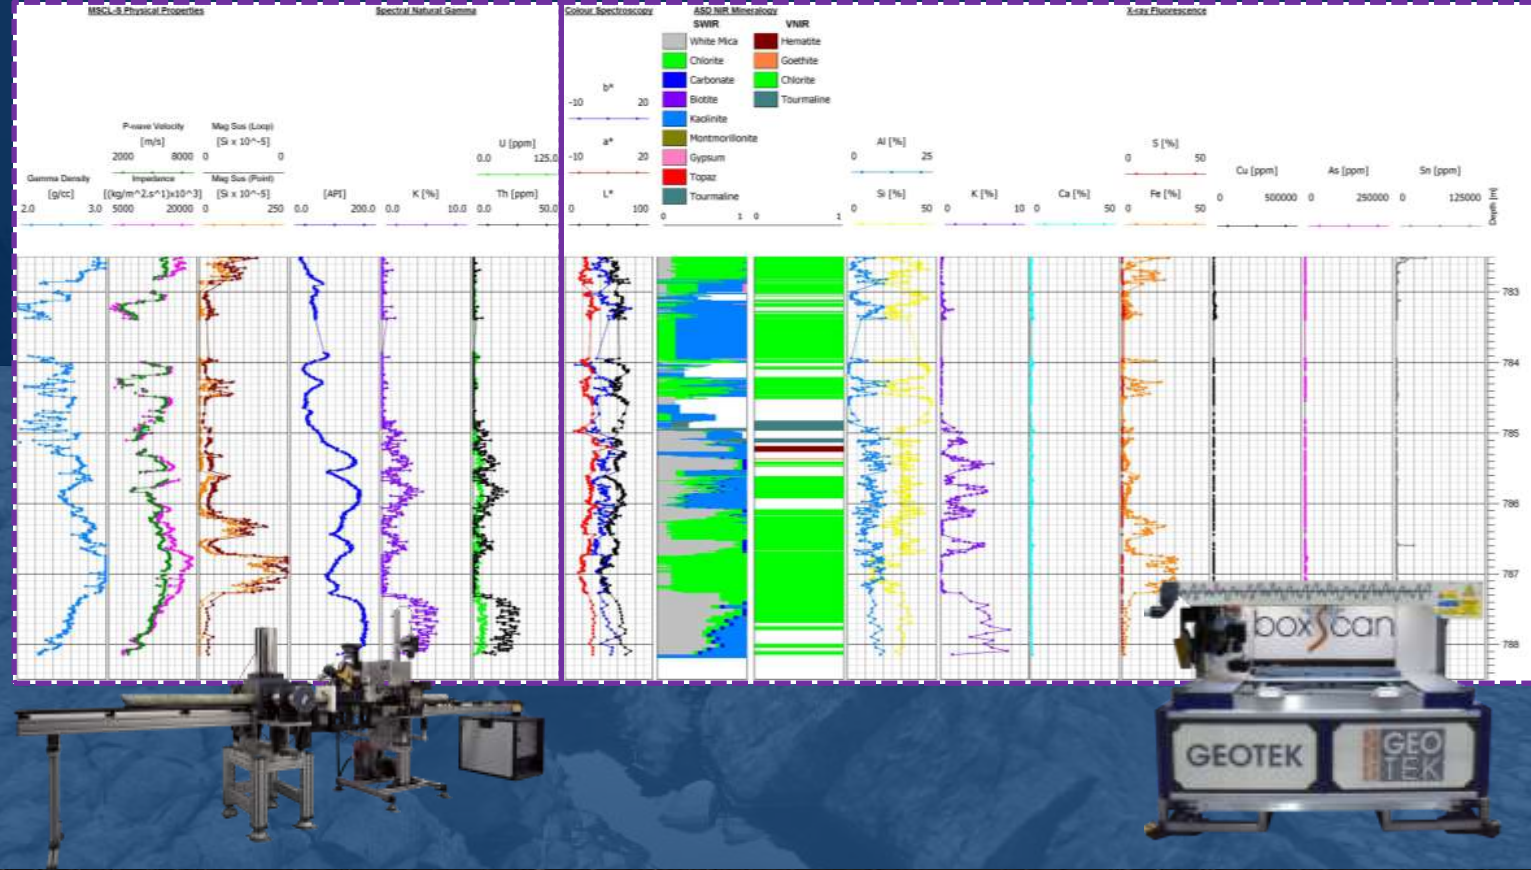 MSCL-S Physical Properties
Spectral Natural Gamma
Colour Spectroscopy
ASD NIR Mineralogy
X-ray Fluorescence
SWIR VNIR
White Mica Hematite
Chlorite Goethite
Carbonate Chlorite
Biotite Tourmaline
Kaolinite
Montmorillonite
Gypsum
Topaz
Tourmaline
0 1 0 1
P-wave Velocity
[m/s]
2000 8000
Mag Sus (Loop)
[Si x 10^-5]
0 0
U [ppm]
0.0 125.0
b*
-10 20
a*
-10 20
L*
0 100
Gamma Density
[g/cc]
2.0 3.0
Impedance
[(kg/m^2.s^1)x10^3]
5000 20000
Mag Sus (Point)
[Si x 10^-5]
0 250
[API]
0.0 200.0
K [%]
0.0 10.0
Th [ppm]
0.0 50.0
Al [%]
0 25
Si [%]
0 50
K [%]
0 10
Ca [%]
0 50
S [%]
0 50
Fe [%]
0 50
Cu [ppm]
0 500000
As [ppm]
0 250000
Sn [ppm]
0 125000
Depth [m]
783
784
785
786
787
788
boxScan
GEOTEK
GEO
TEK